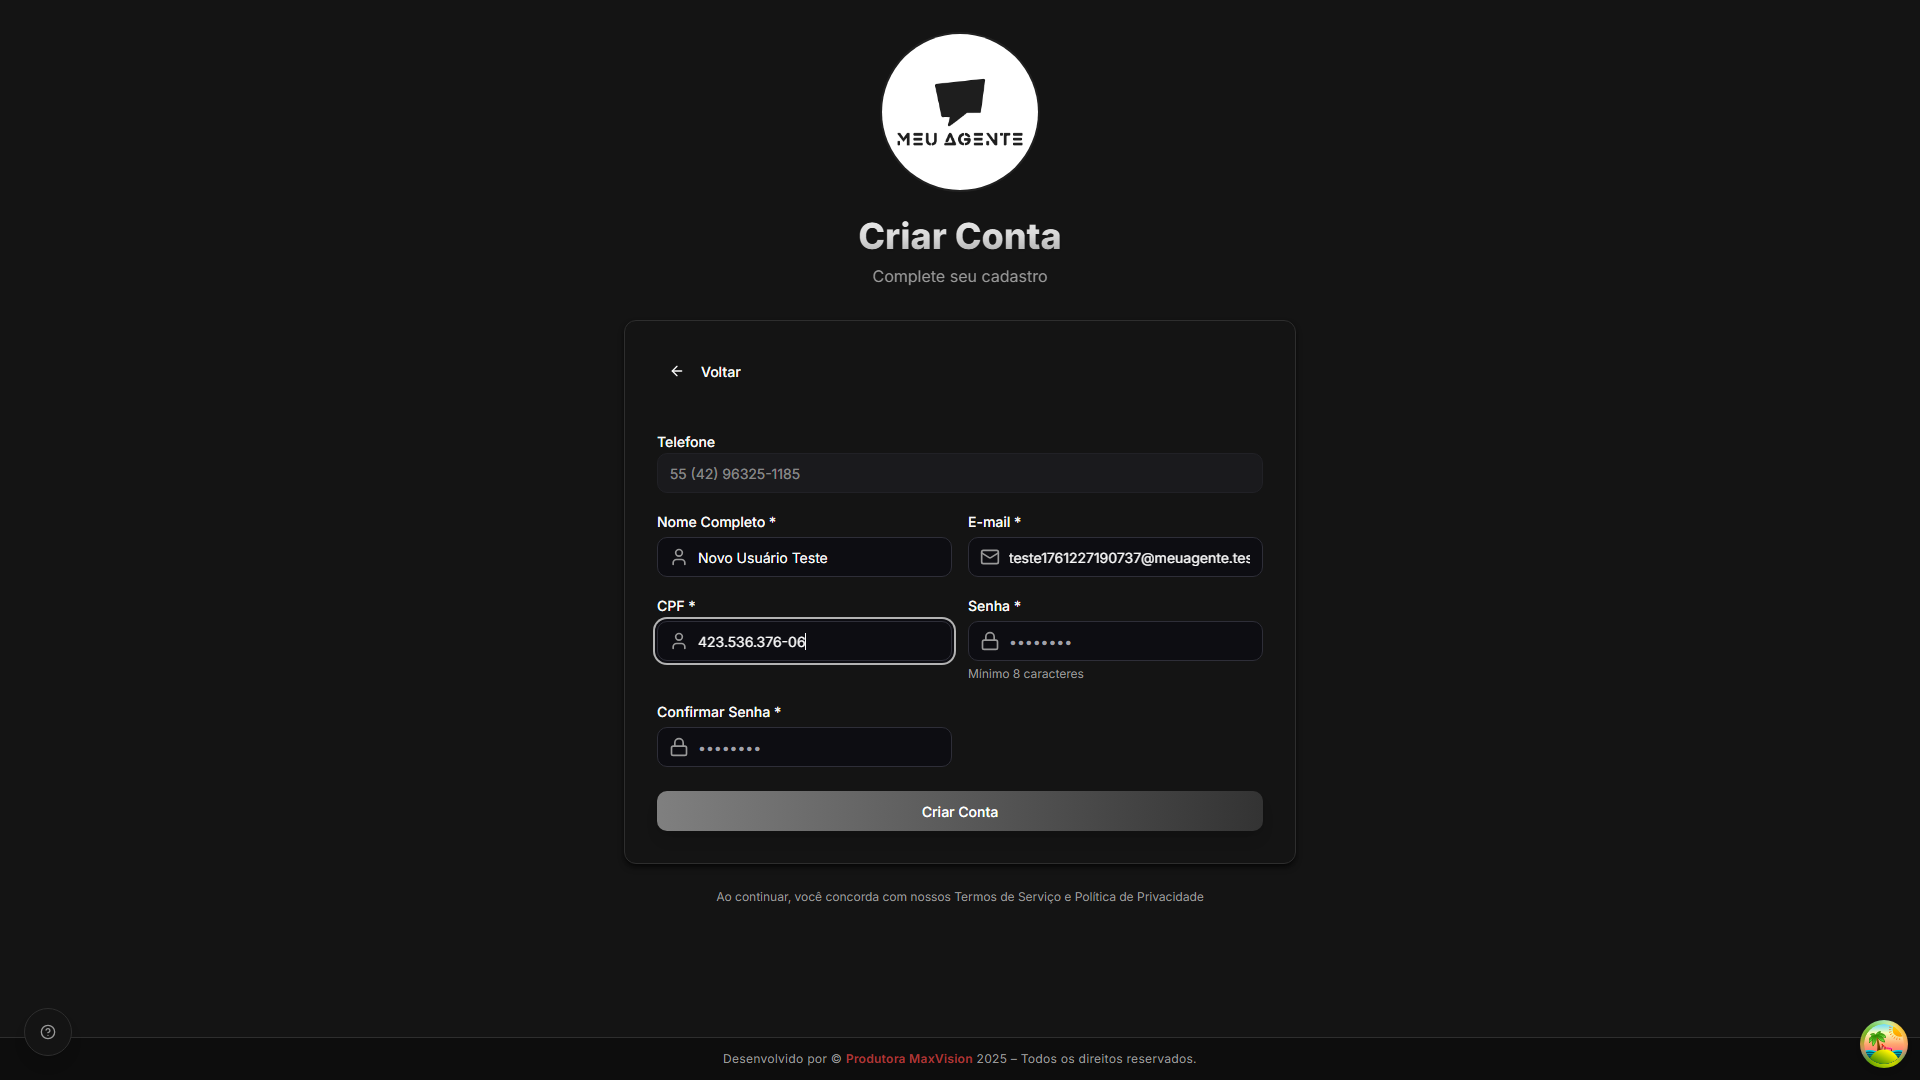 MEU AGENTE
Criar Conta
Complete seu cadastro
Voltar
Telefone
55 (42) 96325-1185
Nome Completo *
Novo Usuário Teste
E-mail *
teste1761227190737@meuagente.tes
CPF *
423.536.376-06
Senha *
••••••••
Mínimo 8 caracteres
Confirmar Senha *
••••••••
Criar Conta
Ao continuar, você concorda com nossos Termos de Serviço e Política de Privacidade
Desenvolvido por © Produtora MaxVision 2025 – Todos os direitos reservados.